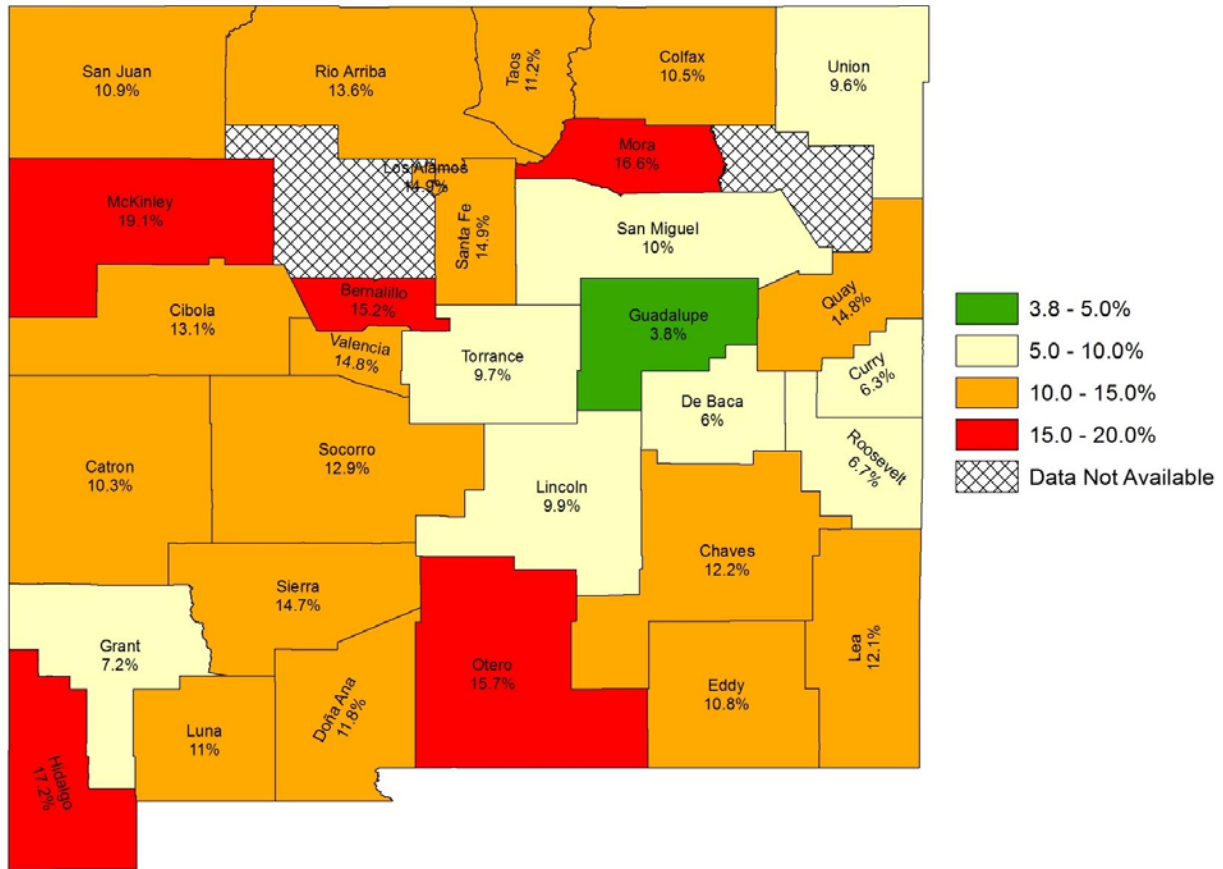 San Juan
10.9%
Rio Arriba
13.6%
Taos
11.2%
Colfax
10.5%
Union
9.6%
Mora
16.6%
Los Alamos
14.9%
McKinley
19.1%
Santa Fe
14.9%
San Miguel
10%
Quay
14.8%
Bernalillo
15.2%
Guadalupe
3.8%
Cibola
13.1%
Valencia
14.8%
Torrance
9.7%
Curry
6.3%
De Baca
6%
Roosevelt
6.7%
Catron
10.3%
Socorro
12.9%
Lincoln
9.9%
Chaves
12.2%
Sierra
14.7%
Grant
7.2%
Otero
15.7%
Lea
12.1%
Eddy
10.8%
Doña Ana
11.8%
Luna
11%
Hidalgo
17.2%
3.8 - 5.0%
5.0 - 10.0%
10.0 - 15.0%
15.0 - 20.0%
Data Not Available